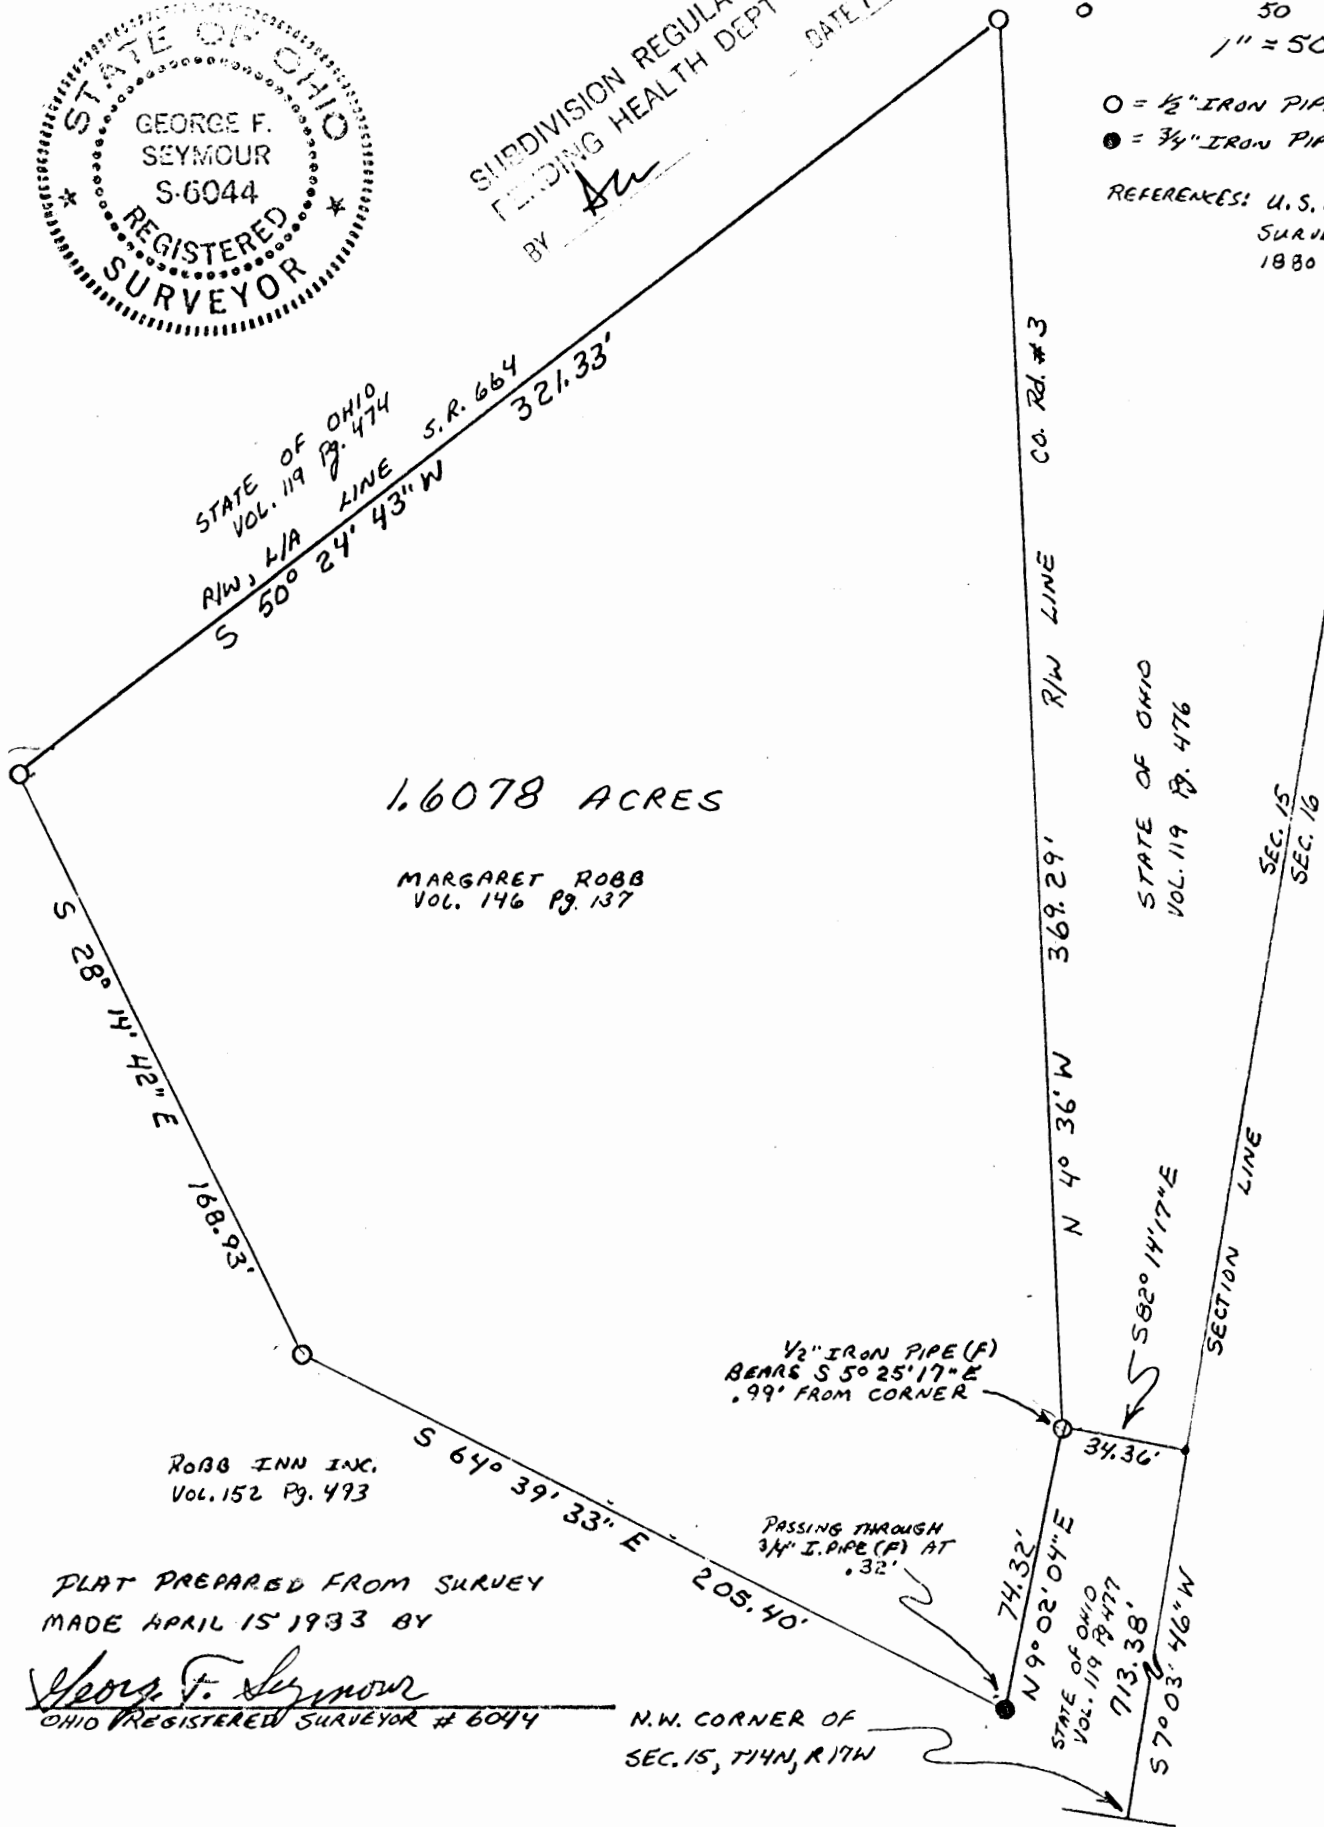 STATE OF OHIO
GEORGE F.
SEYMOUR
S-6044
REGISTERED
SURVEYOR
SUBDIVISION REGULA
PENDING HEALTH DEPT
DATE
BY
0 50
1" = 50
O = 1/2" IRON PIP
● = 3/4" IRON PIP
REFERENCES: U.S.
SURVE
1880
STATE OF OHIO
VOL. 119 Pg. 474
R/W, L/A LINE S.R. 664
S 50° 24' 43" W 321.33'
CO. Rd. #3
R/W LINE
369.29'
N 4° 36' W
STATE OF OHIO
VOL. 119 Pg. 476
SEC. 15
SEC. 16
SECTION LINE
1.6078 ACRES
MARGARET ROBB
VOL. 146 Pg. 137
S 28° 14' 42" E 168.93'
S82° 14' 17" E
34.36'
1/2" IRON PIPE (F)
BEARS S 5° 25' 17" E
.99' FROM CORNER
ROBB INN INC.
VOL. 152 Pg. 493
S 64° 39' 33" E 205.40'
PASSING THROUGH
3/4" I. PIPE (F) AT
.32'
74.32'
N 9° 02' 04" E
STATE OF OHIO
VOL. 119 Pg 477
713.38'
S 7° 03' 46" W
PLAT PREPARED FROM SURVEY
MADE APRIL 15 1983 BY
George F. Seymour
OHIO REGISTERED SURVEYOR # 6044
N.W. CORNER OF
SEC. 15, T14N, R17W